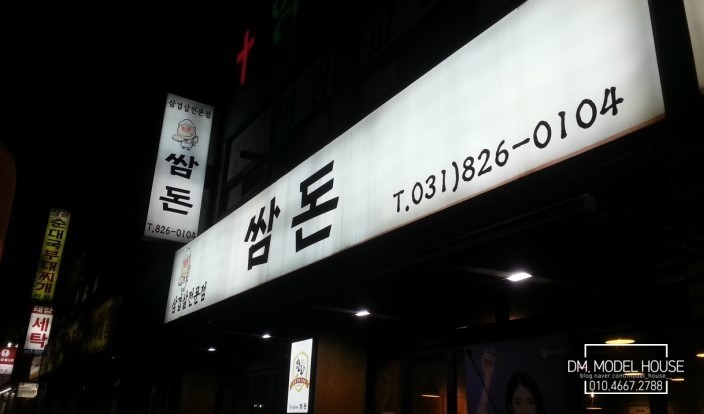 삼겹살전문점
쌈
돈
T.826-0104
삼겹살전문점
쌈돈
T.031)826-0104
순대국부대찌개
세탁
DM. MODEL HOUSE
blog.naver.com/model_house
010.4667.2788